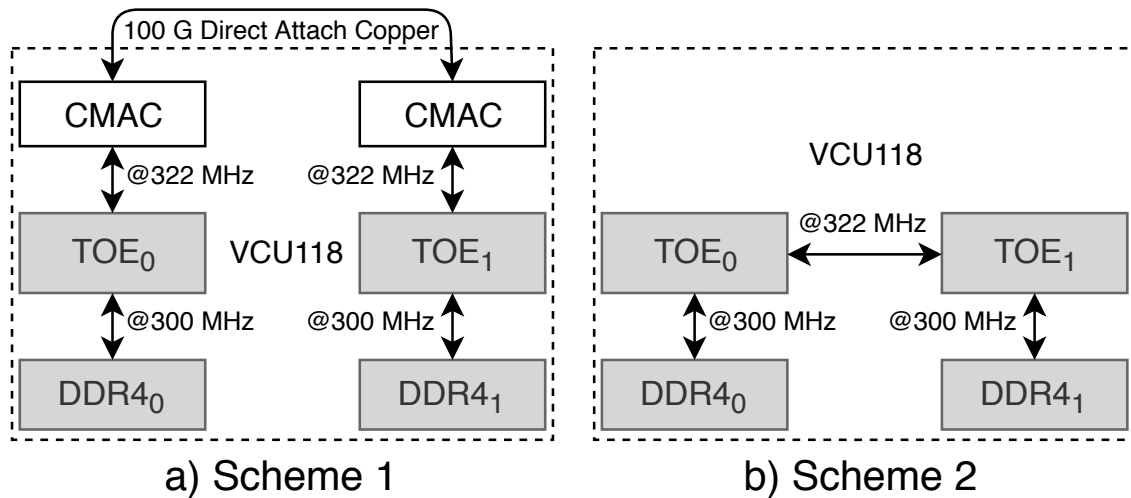 100 G Direct Attach Copper
CMAC
CMAC
@322 MHz
@322 MHz
TOE₀
VCU118
TOE₁
@300 MHz
@300 MHz
DDR4₀
DDR4₁
a) Scheme 1
VCU118
@322 MHz
TOE₀
TOE₁
@300 MHz
@300 MHz
DDR4₀
DDR4₁
b) Scheme 2